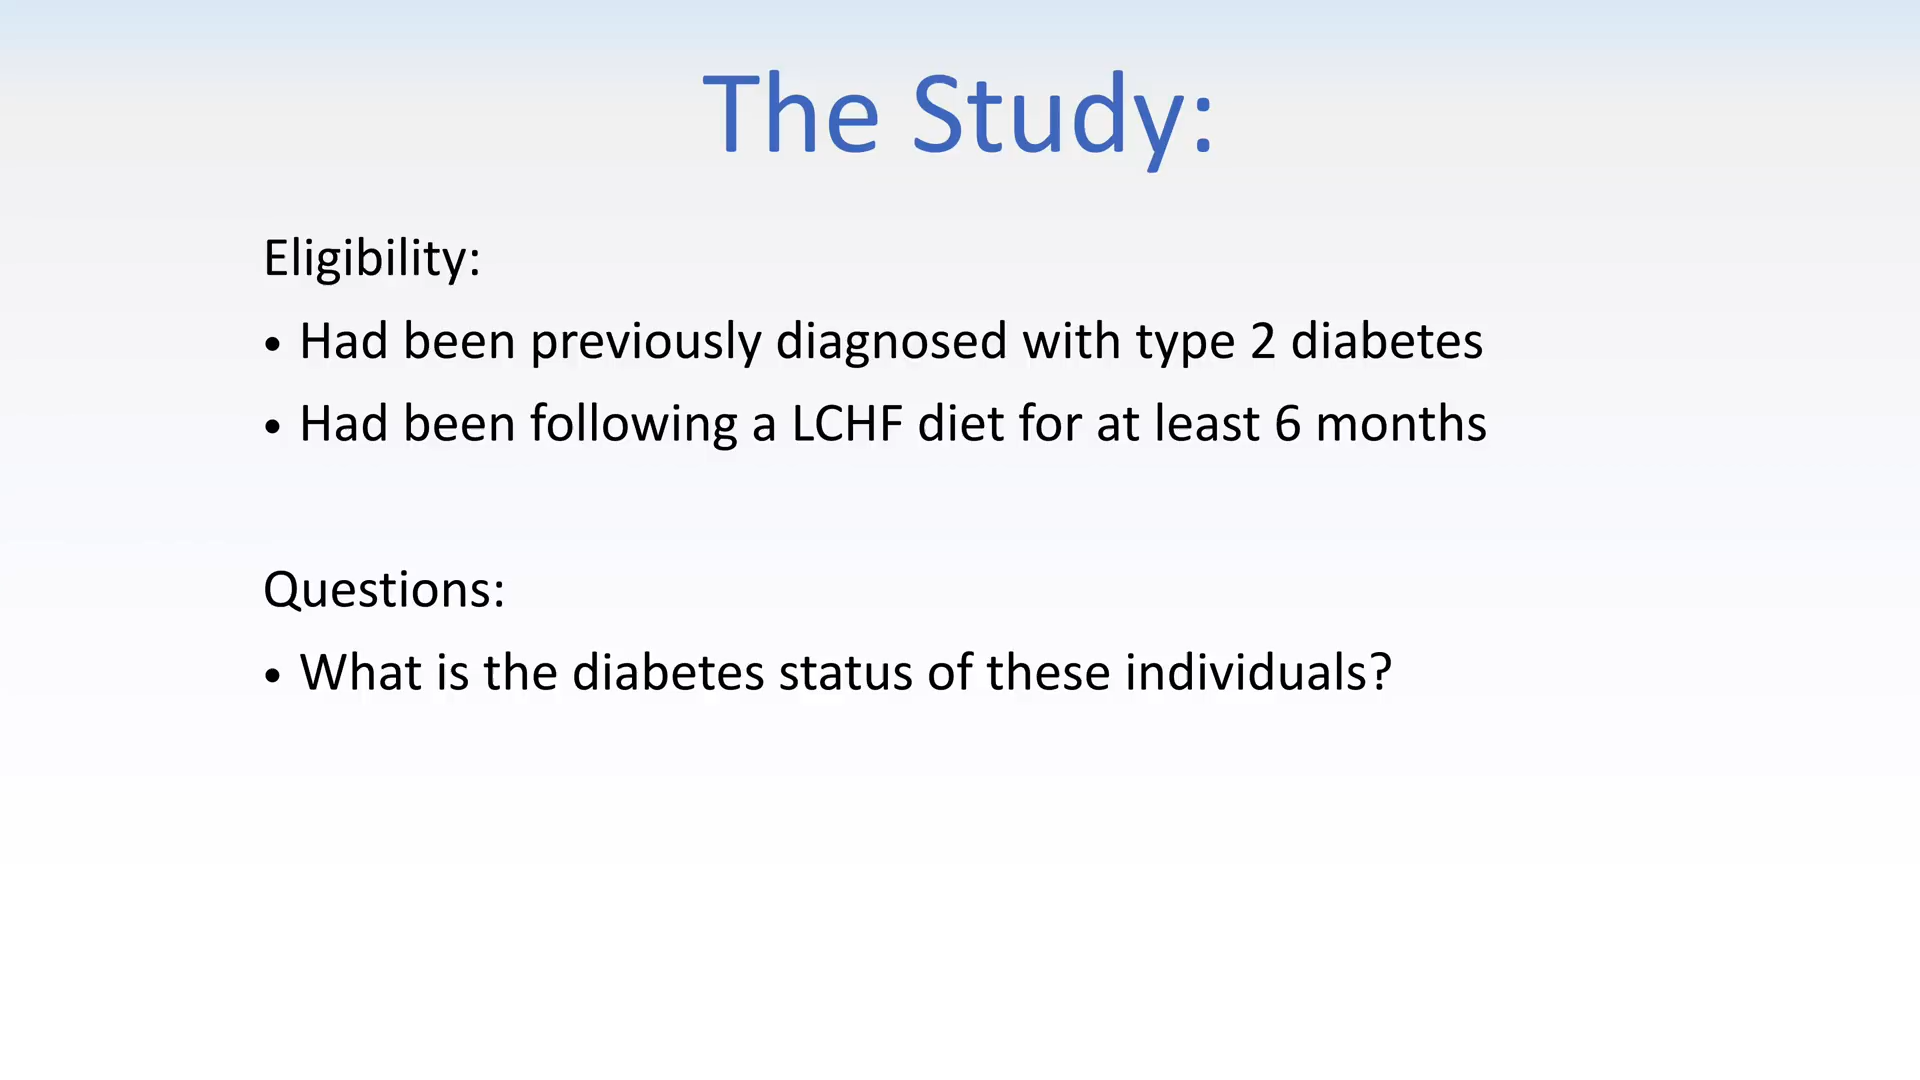 The Study:
Eligibility:
• Had been previously diagnosed with type 2 diabetes
• Had been following a LCHF diet for at least 6 months
Questions:
• What is the diabetes status of these individuals?